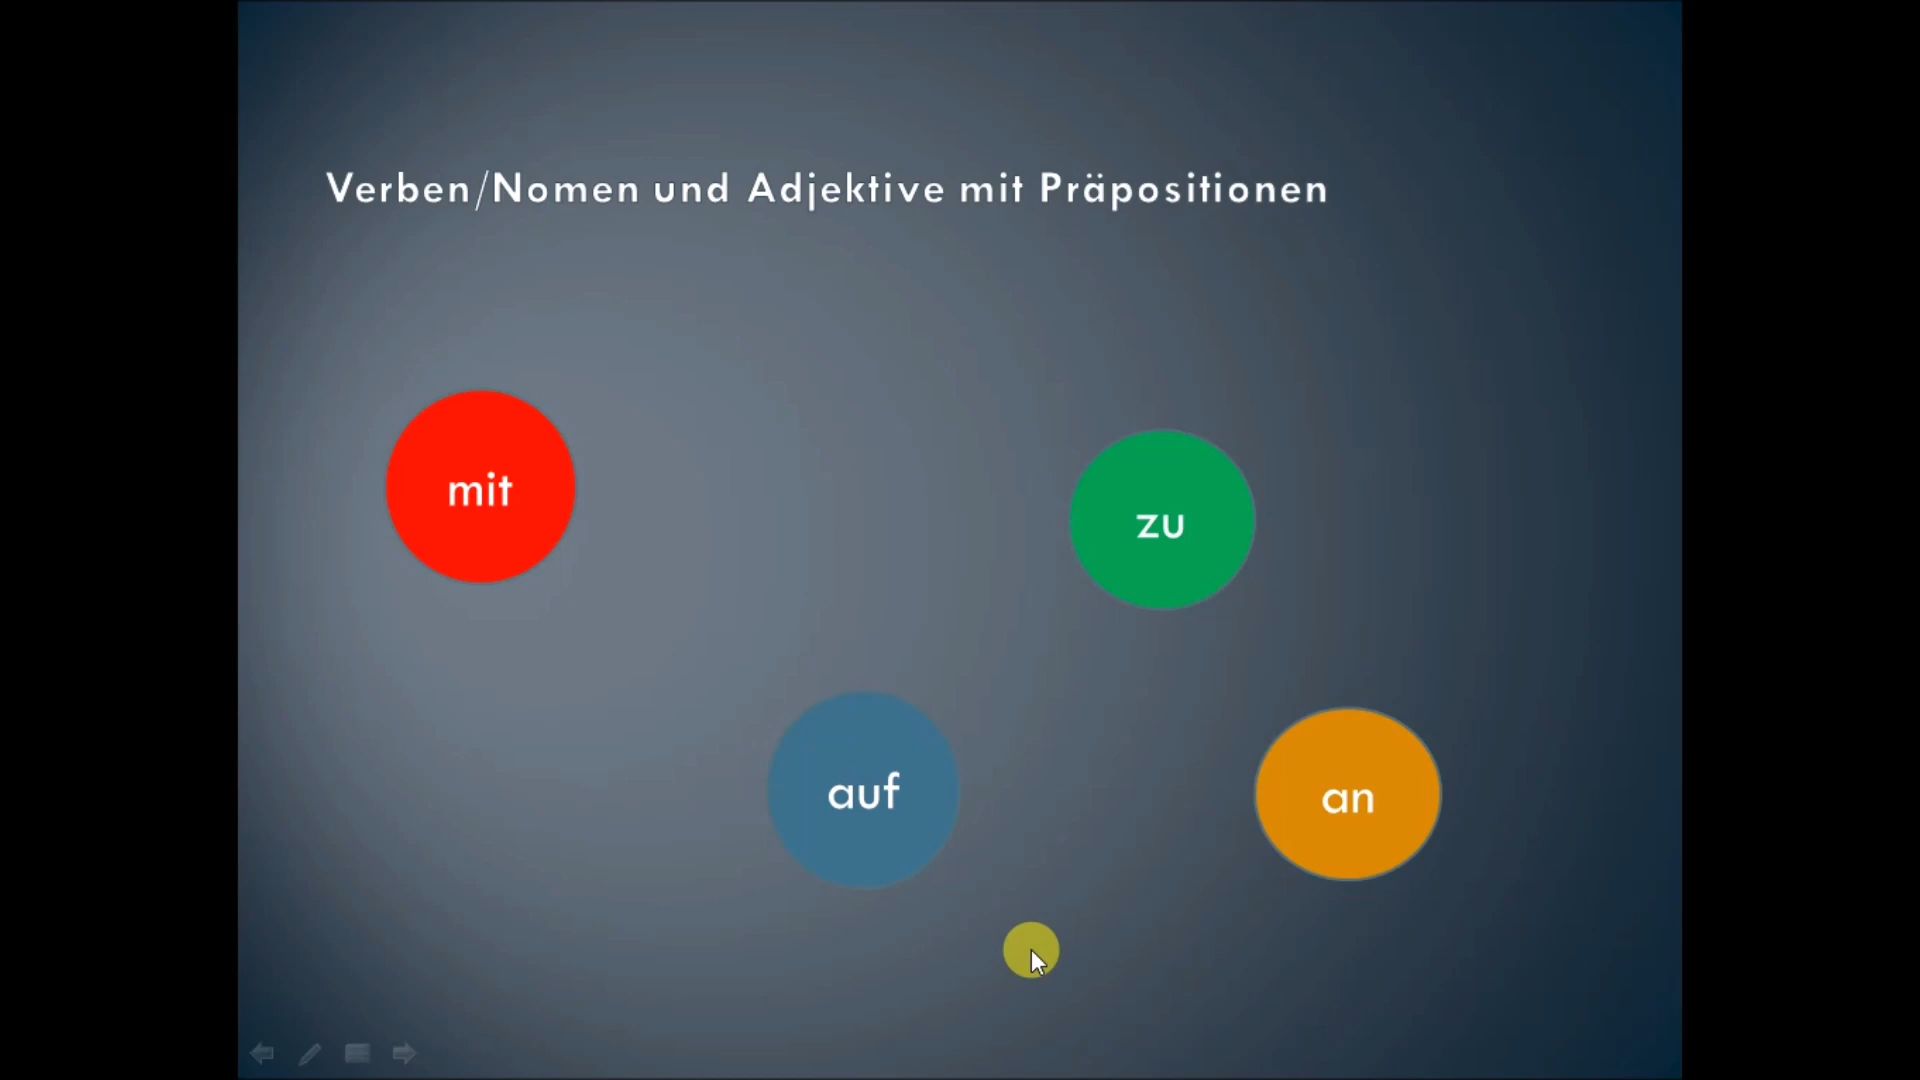 Verben/Nomen und Adjektive mit Präpositionen
mit
zu
auf
an